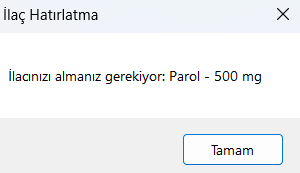 İlaç Hatırlatma
İlacınızı almanız gerekiyor: Parol - 500 mg
Tamam